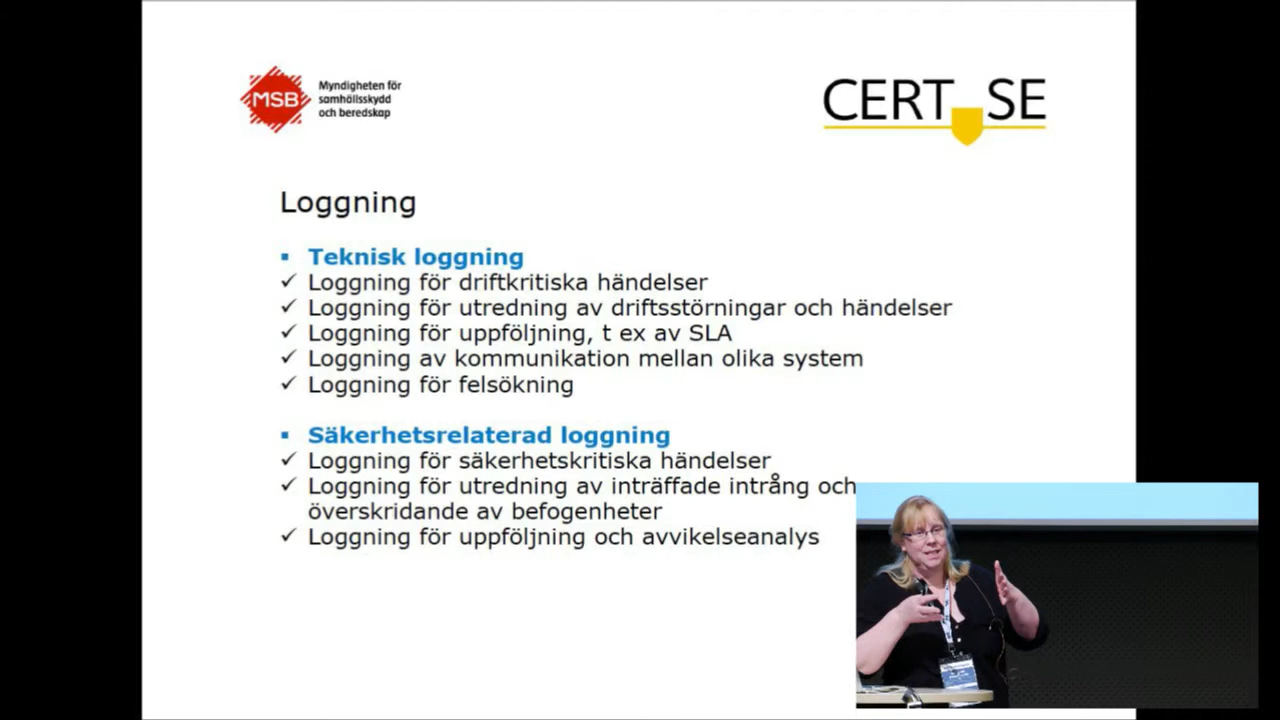 MSB
Myndigheten för
samhällsskydd
och beredskap
CERT SE
Loggning
▪ Teknisk loggning
✓ Loggning för driftkritiska händelser
✓ Loggning för utredning av driftsstörningar och händelser
✓ Loggning för uppföljning, t ex av SLA
✓ Loggning av kommunikation mellan olika system
✓ Loggning för felsökning
▪ Säkerhetsrelaterad loggning
✓ Loggning för säkerhetskritiska händelser
✓ Loggning för utredning av inträffade intrång och
överskridande av befogenheter
✓ Loggning för uppföljning och avvikelseanalys